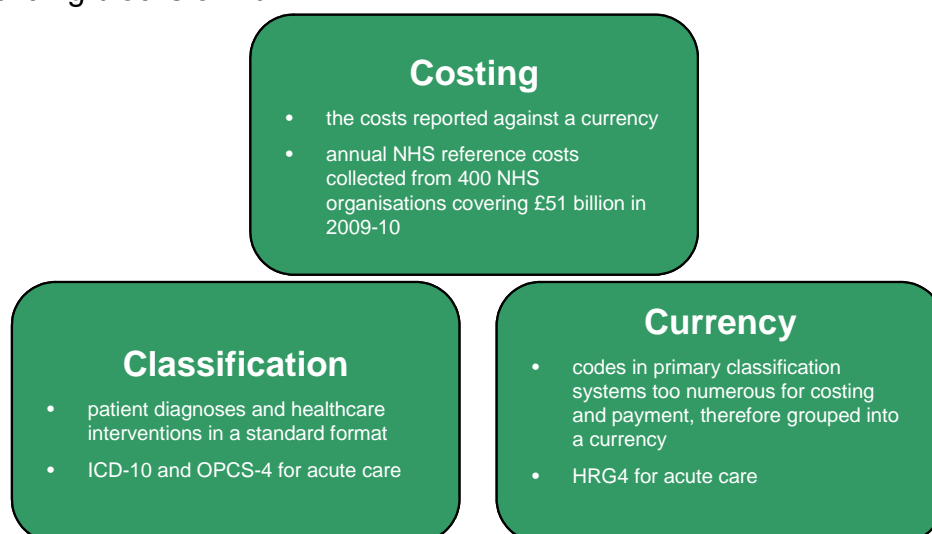 Costing
• the costs reported against a currency
• annual NHS reference costs
collected from 400 NHS
organisations covering £51 billion in
2009-10
Classification
• patient diagnoses and healthcare
interventions in a standard format
• ICD-10 and OPCS-4 for acute care
Currency
• codes in primary classification
systems too numerous for costing
and payment, therefore grouped into
a currency
• HRG4 for acute care